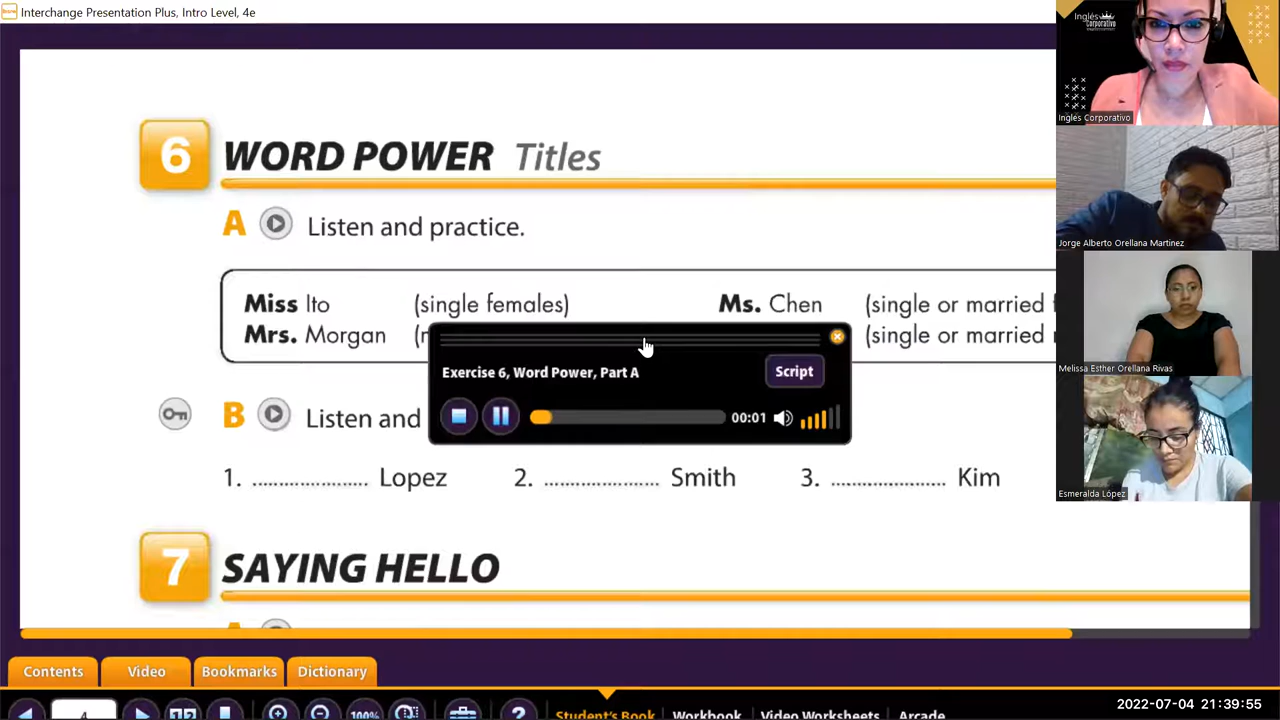 Interchange Presentation Plus, Intro Level, 4e
Inglés
Corporativo
Inglés Corporativo
6 WORD POWER Titles
A Listen and practice.
Miss Ito (single females) Ms. Chen (single or married
Mrs. Morgan (single or married
Exercise 6, Word Power, Part A Script
00:01
B Listen and
1. .................... Lopez 2. .................... Smith 3. .................... Kim
7 SAYING HELLO
Jorge Alberto Orellana Martinez
Melissa Esther Orellana Rivas
Esmeralda López
Contents Video Bookmarks Dictionary
4 100% ? Student's Book Workbook Video Worksheets Arcade
2022-07-04 21:39:55